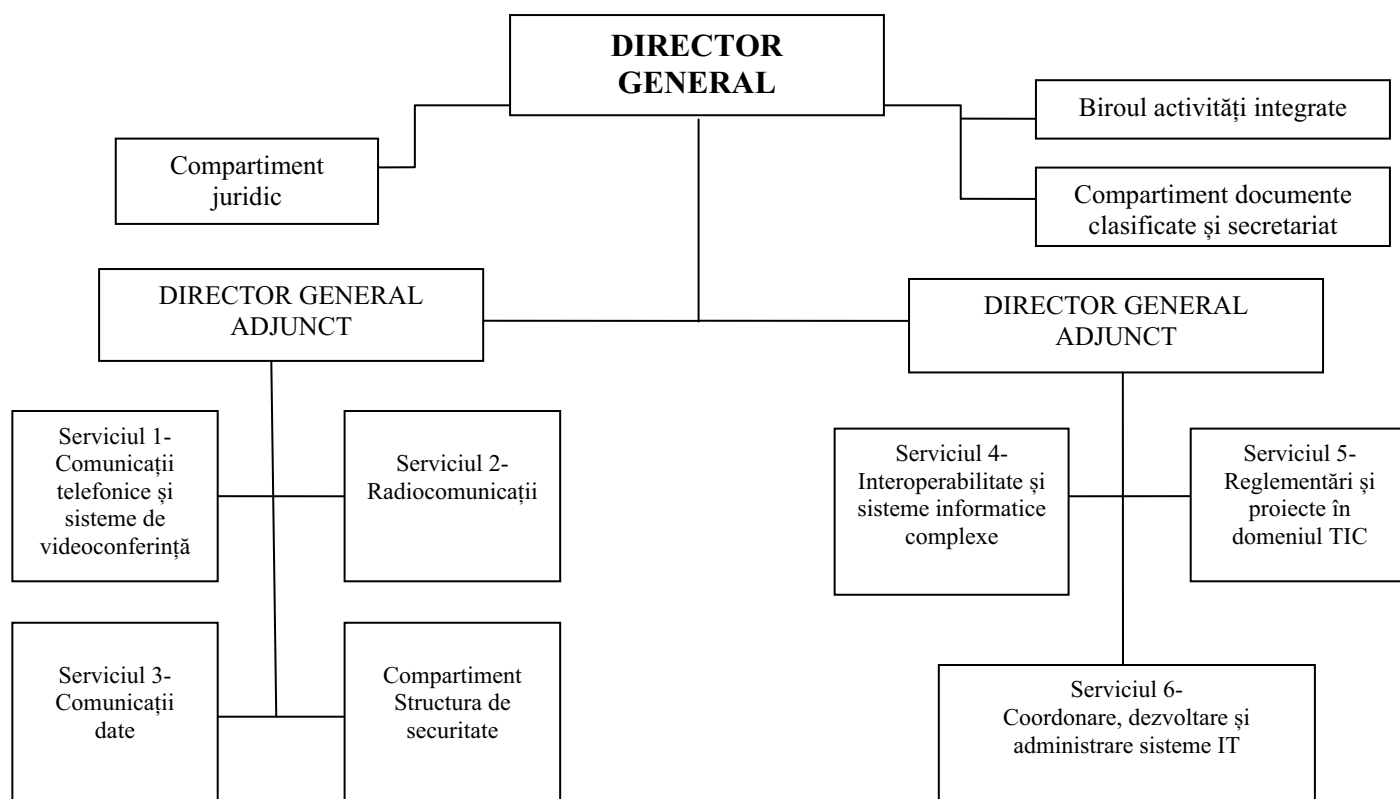 DIRECTOR
GENERAL
Biroul activități integrate
Compartiment
juridic
Compartiment documente
clasificate și secretariat
DIRECTOR GENERAL
ADJUNCT
DIRECTOR GENERAL
ADJUNCT
Serviciul 1-
Comunicații
telefonice și
sisteme de
videoconferință
Serviciul 2-
Radiocomunicații
Serviciul 4-
Interoperabilitate și
sisteme informatice
complexe
Serviciul 5-
Reglementări și
proiecte în
domeniul TIC
Serviciul 3-
Comunicații
date
Compartiment
Structura de
securitate
Serviciul 6-
Coordonare, dezvoltare și
administrare sisteme IT